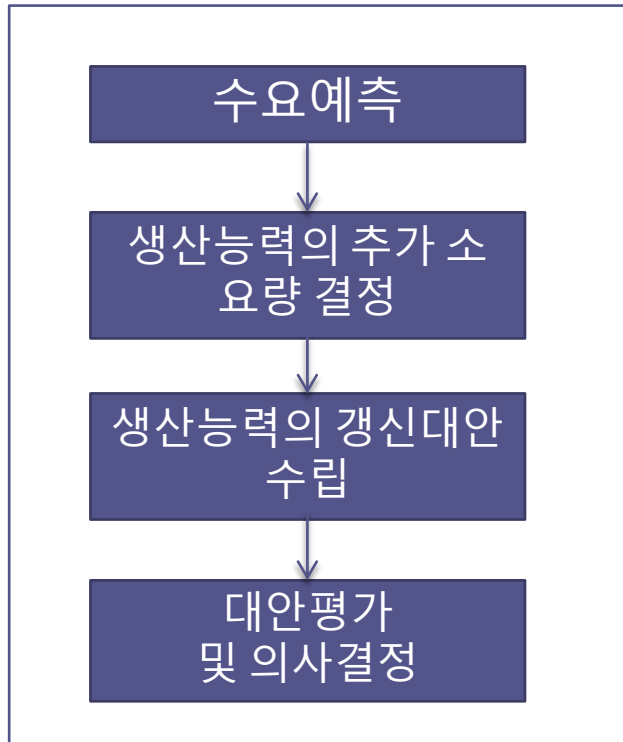 수요예측
생산능력의 추가 소
요량 결정
생산능력의 갱신대안
수립
대안평가
및 의사결정